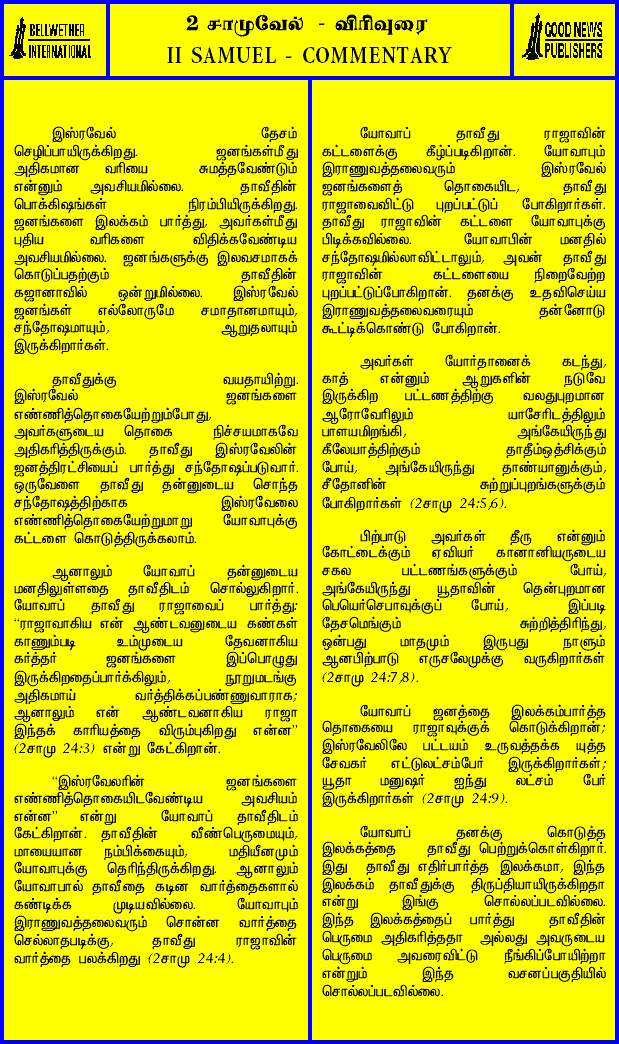 BELLWETHER
INTERNATIONAL
2 சாமுவேல் - விரிவுரை
II SAMUEL - COMMENTARY
GOOD NEWS
PUBLISHERS
இஸ்ரவேல் தேசம்
செழிப்பாயிருக்கிறது. ஜனங்கள்மீது
அதிகமான வரியை சுமத்தவேண்டும்
என்னும் அவசியமில்லை. தாவீதின்
பொக்கிஷங்கள் நிரம்பியிருக்கிறது.
ஜனங்களை இலக்கம் பார்த்து, அவர்கள்மீது
புதிய வரிகளை விதிக்கவேண்டிய
அவசியமில்லை. ஜனங்களுக்கு இலவசமாகக்
கொடுப்பதற்கும் தாவீதின்
கஜானாவில் ஒன்றுமில்லை. இஸ்ரவேல்
ஜனங்கள் எல்லோருமே சமாதானமாயும்,
சந்தோஷமாயும், ஆறுதலாயும்
இருக்கிறார்கள்.
தாவீதுக்கு வயதாயிற்று.
இஸ்ரவேல் ஜனங்களை
எண்ணித்தொகையேற்றும்போது,
அவர்களுடைய தொகை நிச்சயமாகவே
அதிகரித்திருக்கும். தாவீது இஸ்ரவேலின்
ஜனத்திரட்சியைப் பார்த்து சந்தோஷப்படுவார்.
ஒருவேளை தாவீது தன்னுடைய சொந்த
சந்தோஷத்திற்காக இஸ்ரவேலை
எண்ணித்தொகையேற்றுமாறு யோவாபுக்கு
கட்டளை கொடுத்திருக்கலாம்.
ஆனாலும் யோவாப் தன்னுடைய
மனதிலுள்ளதை தாவீதிடம் சொல்லுகிறார்.
யோவாப் தாவீது ராஜாவைப் பார்த்து:
“ராஜாவாகிய என் ஆண்டவனுடைய கண்கள்
காணும்படி உம்முடைய தேவனாகிய
கர்த்தர் ஜனங்களை இப்பொழுது
இருக்கிறதைப்பார்க்கிலும், நூறுமடங்கு
அதிகமாய் வர்த்திக்கப்பண்ணுவாராக;
ஆனாலும் என் ஆண்டவனாகிய ராஜா
இந்தக் காரியத்தை விரும்புகிறது என்ன”
(2சாமு 24:3) என்று கேட்கிறான்.
“இஸ்ரவேலரின் ஜனங்களை
எண்ணித்தொகையிடவேண்டிய அவசியம்
என்ன” என்று யோவாப் தாவீதிடம்
கேட்கிறான். தாவீதின் வீண்பெருமையும்,
மாயையான நம்பிக்கையும், மதியீனமும்
யோவாபுக்கு தெரிந்திருக்கிறது. ஆனாலும்
யோவாபால் தாவீதை கடின வார்த்தைகளால்
கண்டிக்க முடியவில்லை. யோவாபும்
இராணுவத்தலைவரும் சொன்ன வார்த்தை
செல்லாதபடிக்கு, தாவீது ராஜாவின்
வார்த்தை பலக்கிறது (2சாமு 24:4).
யோவாப் தாவீது ராஜாவின்
கட்டளைக்கு கீழ்ப்படிகிறான். யோவாபும்
இராணுவத்தலைவரும் இஸ்ரவேல்
ஜனங்களைத் தொகையிட, தாவீது
ராஜாவைவிட்டு புறப்பட்டுப் போகிறார்கள்.
தாவீது ராஜாவின் கட்டளை யோவாபுக்கு
பிடிக்கவில்லை. யோவாபின் மனதில்
சந்தோஷமில்லாவிட்டாலும், அவன் தாவீது
ராஜாவின் கட்டளையை நிறைவேற்ற
புறப்பட்டுப்போகிறான். தனக்கு உதவிசெய்ய
இராணுவத்தலைவரையும் தன்னோடு
கூட்டிக்கொண்டு போகிறான்.
அவர்கள் யோர்தானைக் கடந்து,
காத் என்னும் ஆறுகளின் நடுவே
இருக்கிற பட்டணத்திற்கு வலதுபுறமான
ஆரோவேரிலும் யாசேரிடத்திலும்
பாளயமிறங்கி, அங்கேயிருந்து
கீலேயாத்திற்கும் தாதீம்ஒத்சிக்கும்
போய், அங்கேயிருந்து தாண்யானுக்கும்,
சீதோனின் சுற்றுப்புறங்களுக்கும்
போகிறார்கள் (2சாமு 24:5,6).
பிற்பாடு அவர்கள் தீரு என்னும்
கோட்டைக்கும் ஏவியர் கானானியருடைய
சகல பட்டணங்களுக்கும் போய்,
அங்கேயிருந்து யூதாவின் தென்புறமான
பெயெர்செபாவுக்குப் போய், இப்படி
தேசமெங்கும் சுற்றித்திரிந்து,
ஒன்பது மாதமும் இருபது நாளும்
ஆனபிற்பாடு எருசலேமுக்கு வருகிறார்கள்
(2சாமு 24:7,8).
யோவாப் ஜனத்தை இலக்கம்பார்த்த
தொகையை ராஜாவுக்குக் கொடுக்கிறான்;
இஸ்ரவேலிலே பட்டயம் உருவத்தக்க யுத்த
சேவகர் எட்டுலட்சம்பேர் இருக்கிறார்கள்;
யூதா மனுஷர் ஐந்து லட்சம் பேர்
இருக்கிறார்கள் (2சாமு 24:9).
யோவாப் தனக்கு கொடுத்த
இலக்கத்தை தாவீது பெற்றுக்கொள்கிறார்.
இது தாவீது எதிர்பார்த்த இலக்கமா, இந்த
இலக்கம் தாவீதுக்கு திருப்தியாயிருக்கிறதா
என்று இங்கு சொல்லப்படவில்லை.
இந்த இலக்கத்தைப் பார்த்து தாவீதின்
பெருமை அதிகரித்ததா அல்லது அவருடைய
பெருமை அவரைவிட்டு நீங்கிப்போயிற்றா
என்றும் இந்த வசனப்பகுதியில்
சொல்லப்படவில்லை.